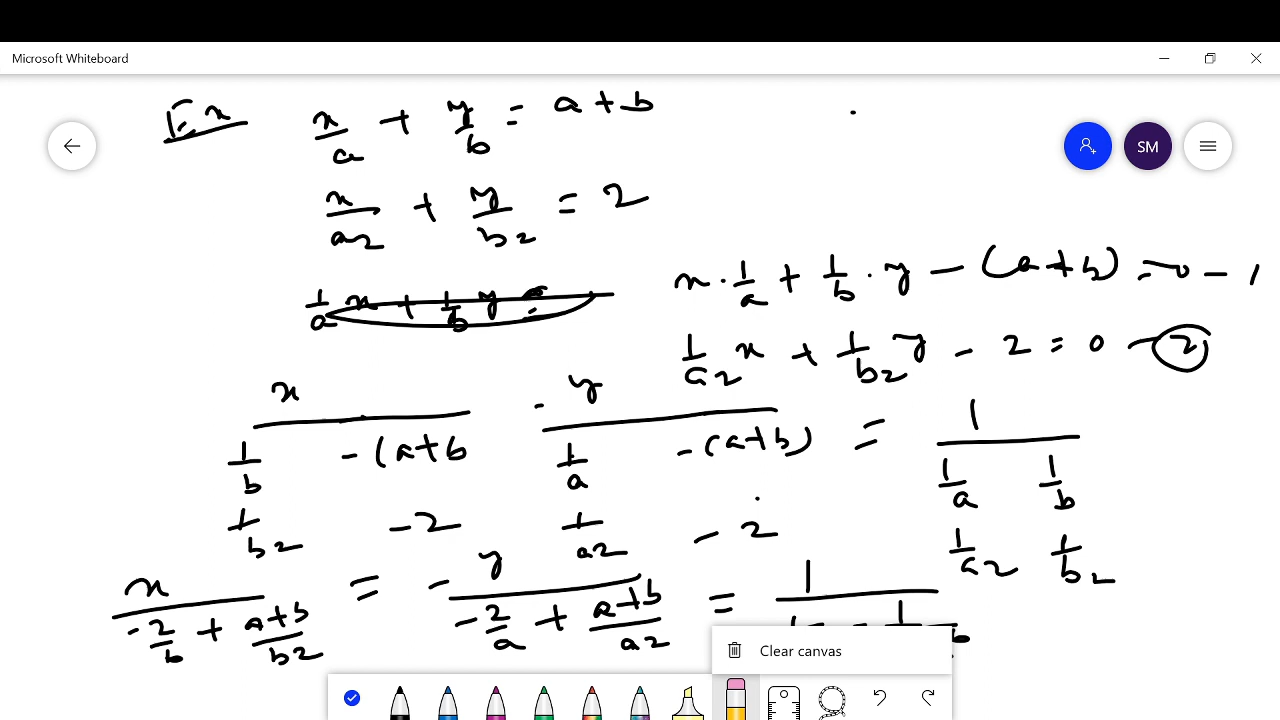 Microsoft Whiteboard
Ex x/a + y/b = a+b
SM
x/a2 + y/b2 = 2
x · 1/a + 1/b · y - (a+b) = 0 - 1
1/a x + 1/b y =
1/a2 x + 1/b2 y - 2 = 0 - 2
x - y 1
1/b -(a+b 1/a -(a+b) = 1/a 1/b
1/b2 -2 1/a2 -2 1/a2 1/b2
x/(-2/b + a+b/b2) = -y/(-2/a + a+b/a2) = 1
Clear canvas